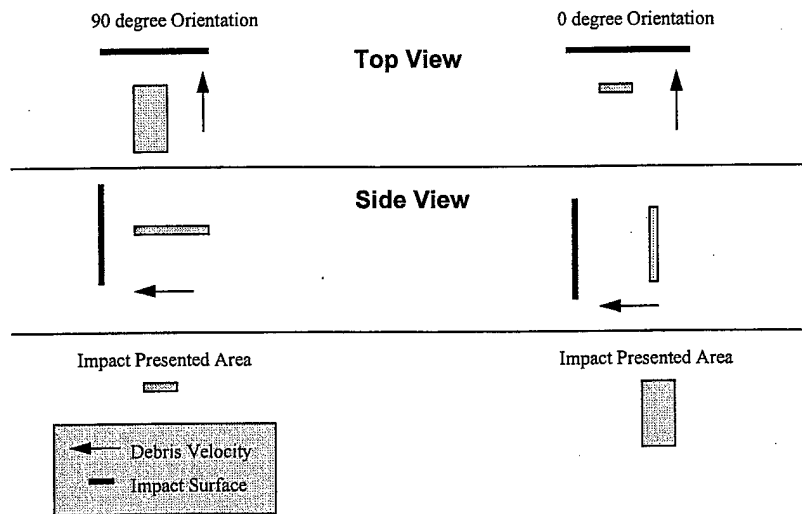 90 degree Orientation
0 degree Orientation
Top View
Side View
Impact Presented Area
Impact Presented Area
Debris Velocity
Impact Surface